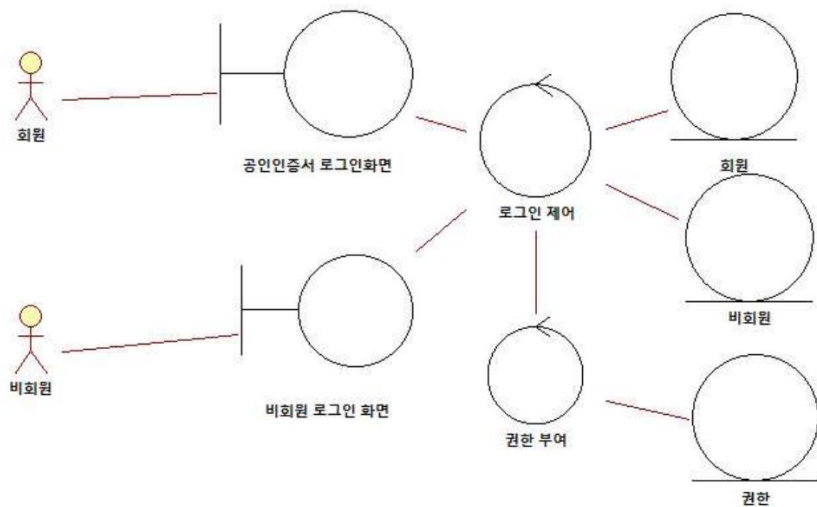 회원
공인인증서 로그인화면
로그인 제어
회원
비회원
비회원
비회원 로그인 화면
권한 부여
권한